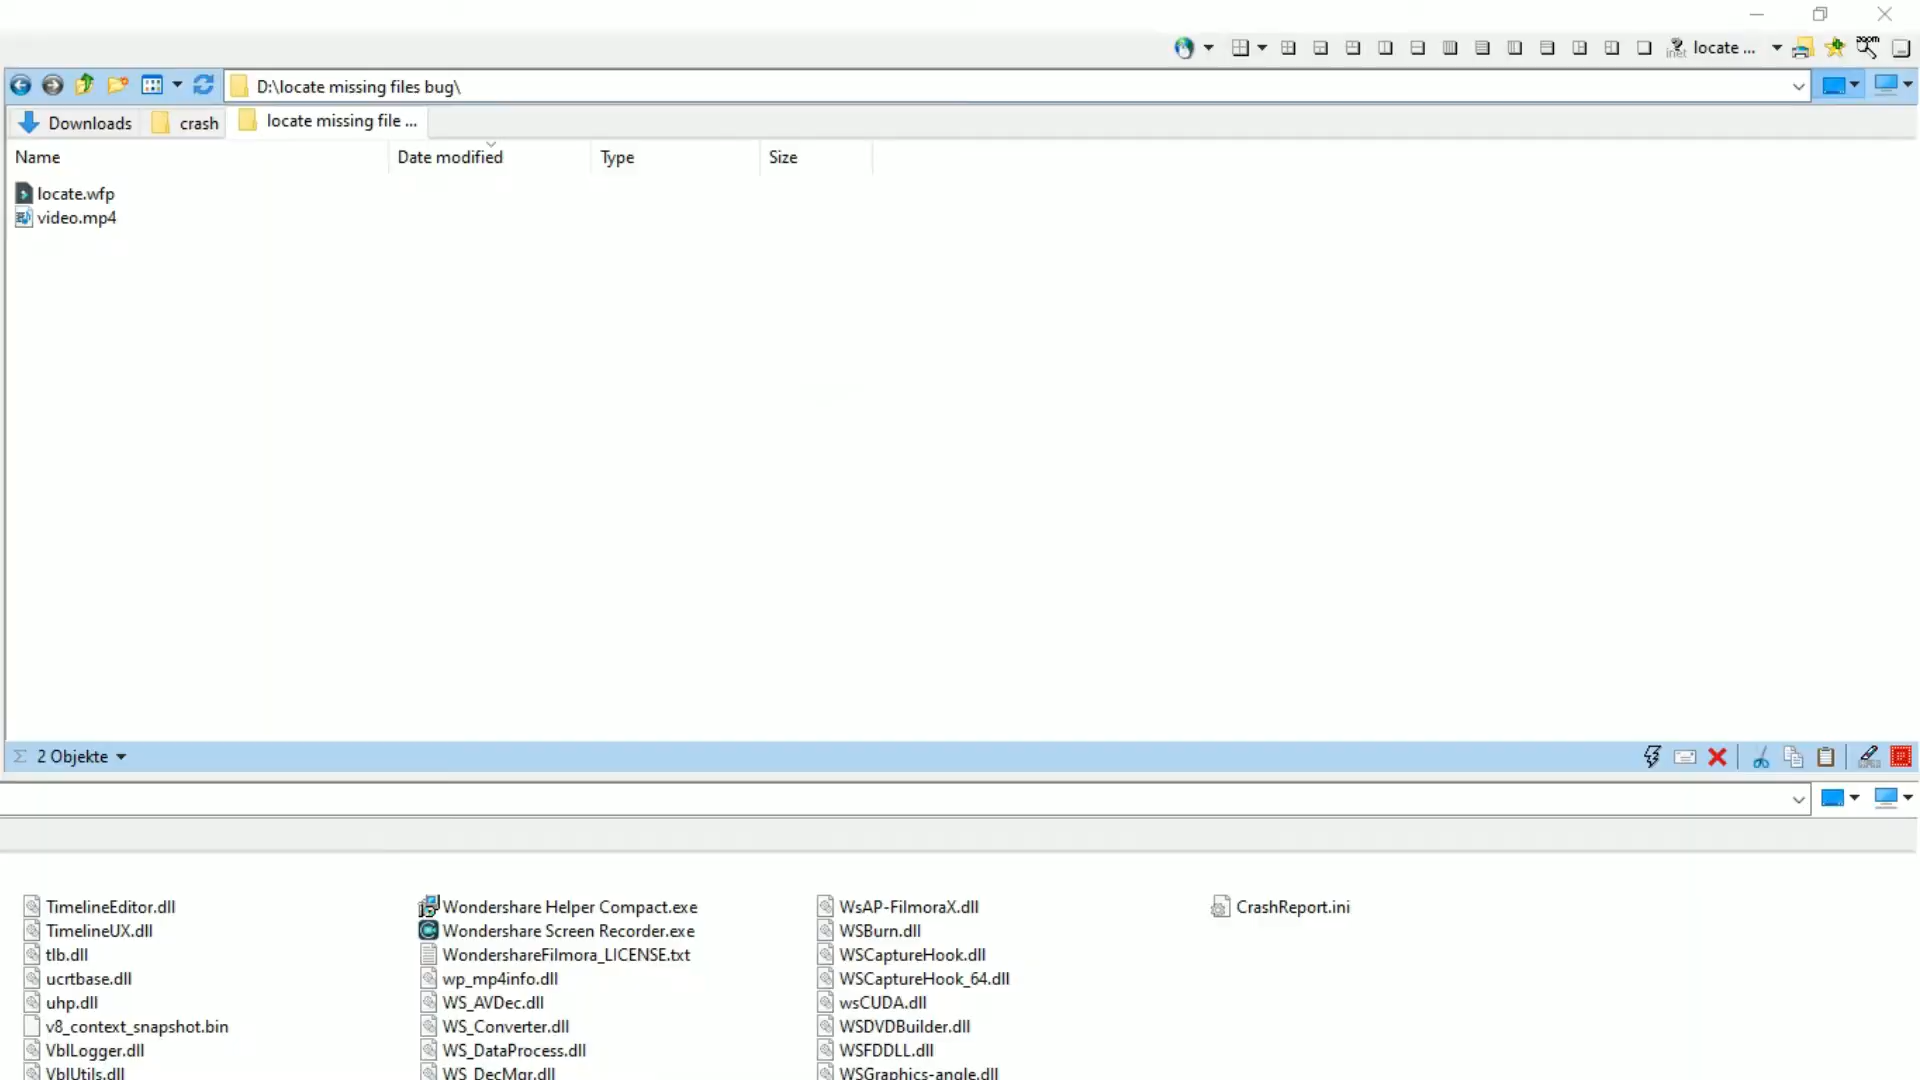 locate ...
zoom
D:\locate missing files bug\
Downloads crash locate missing file ...
Name Date modified Type Size
locate.wfp
video.mp4
2 Objekte
TimelineEditor.dll
TimelineUX.dll
tlb.dll
ucrtbase.dll
uhp.dll
v8_context_snapshot.bin
VblLogger.dll
VblUtils.dll
Wondershare Helper Compact.exe
Wondershare Screen Recorder.exe
WondershareFilmora_LICENSE.txt
wp_mp4info.dll
WS_AVDec.dll
WS_Converter.dll
WS_DataProcess.dll
WS_DecMgr.dll
WsAP-FilmoraX.dll
WSBurn.dll
WSCaptureHook.dll
WSCaptureHook_64.dll
wsCUDA.dll
WSDVDBuilder.dll
WSFDDLL.dll
WSGraphics-angle.dll
CrashReport.ini